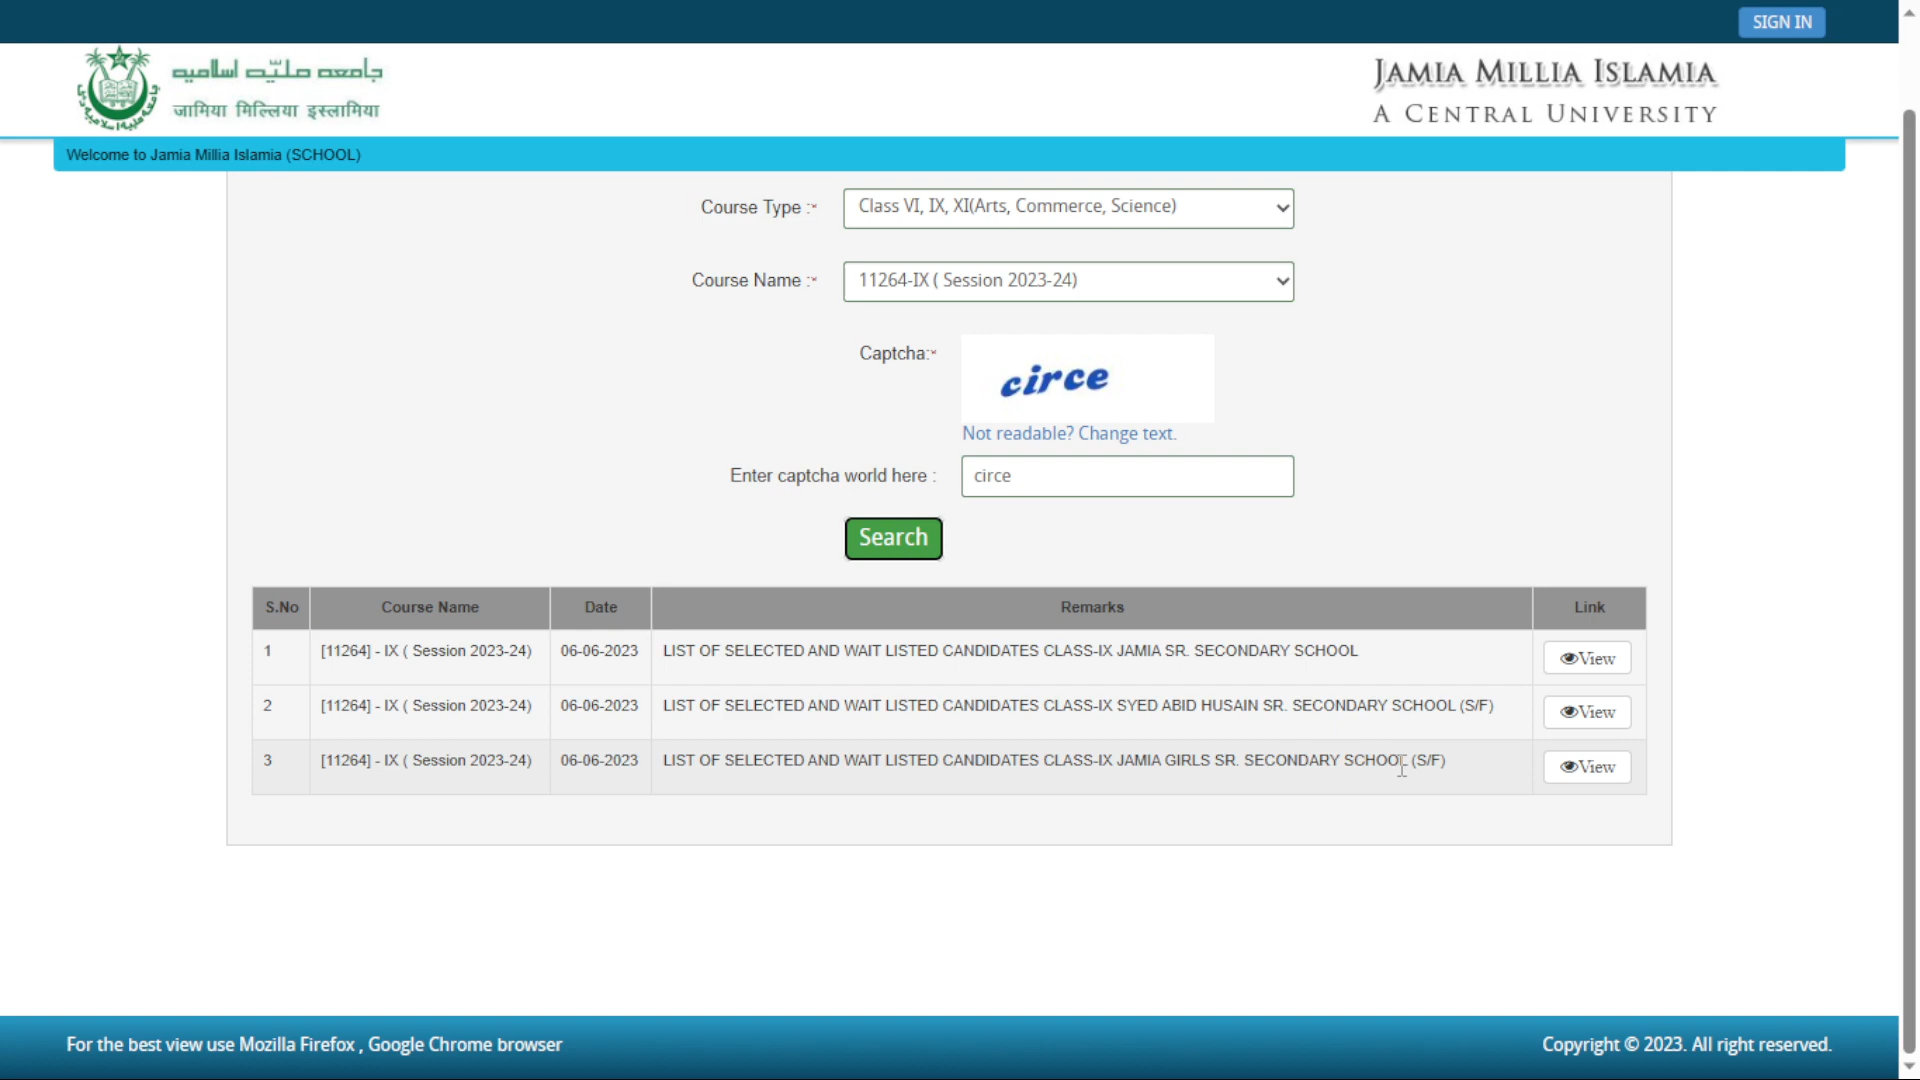 SIGN IN
جامعہ ملیّہ اسلامیہ
जामिया मिल्लिया इस्लामिया
JAMIA MILLIA ISLAMIA
A CENTRAL UNIVERSITY
Welcome to Jamia Millia Islamia (SCHOOL)
Course Type :* Class VI, IX, XI(Arts, Commerce, Science)
Course Name :* 11264-IX ( Session 2023-24)
Captcha:* circe
Not readable? Change text.
Enter captcha world here : circe
Search
S.No Course Name Date Remarks Link
1 [11264] - IX ( Session 2023-24) 06-06-2023 LIST OF SELECTED AND WAIT LISTED CANDIDATES CLASS-IX JAMIA SR. SECONDARY SCHOOL View
2 [11264] - IX ( Session 2023-24) 06-06-2023 LIST OF SELECTED AND WAIT LISTED CANDIDATES CLASS-IX SYED ABID HUSAIN SR. SECONDARY SCHOOL (S/F) View
3 [11264] - IX ( Session 2023-24) 06-06-2023 LIST OF SELECTED AND WAIT LISTED CANDIDATES CLASS-IX JAMIA GIRLS SR. SECONDARY SCHOOL (S/F) View
For the best view use Mozilla Firefox , Google Chrome browser
Copyright © 2023. All right reserved.